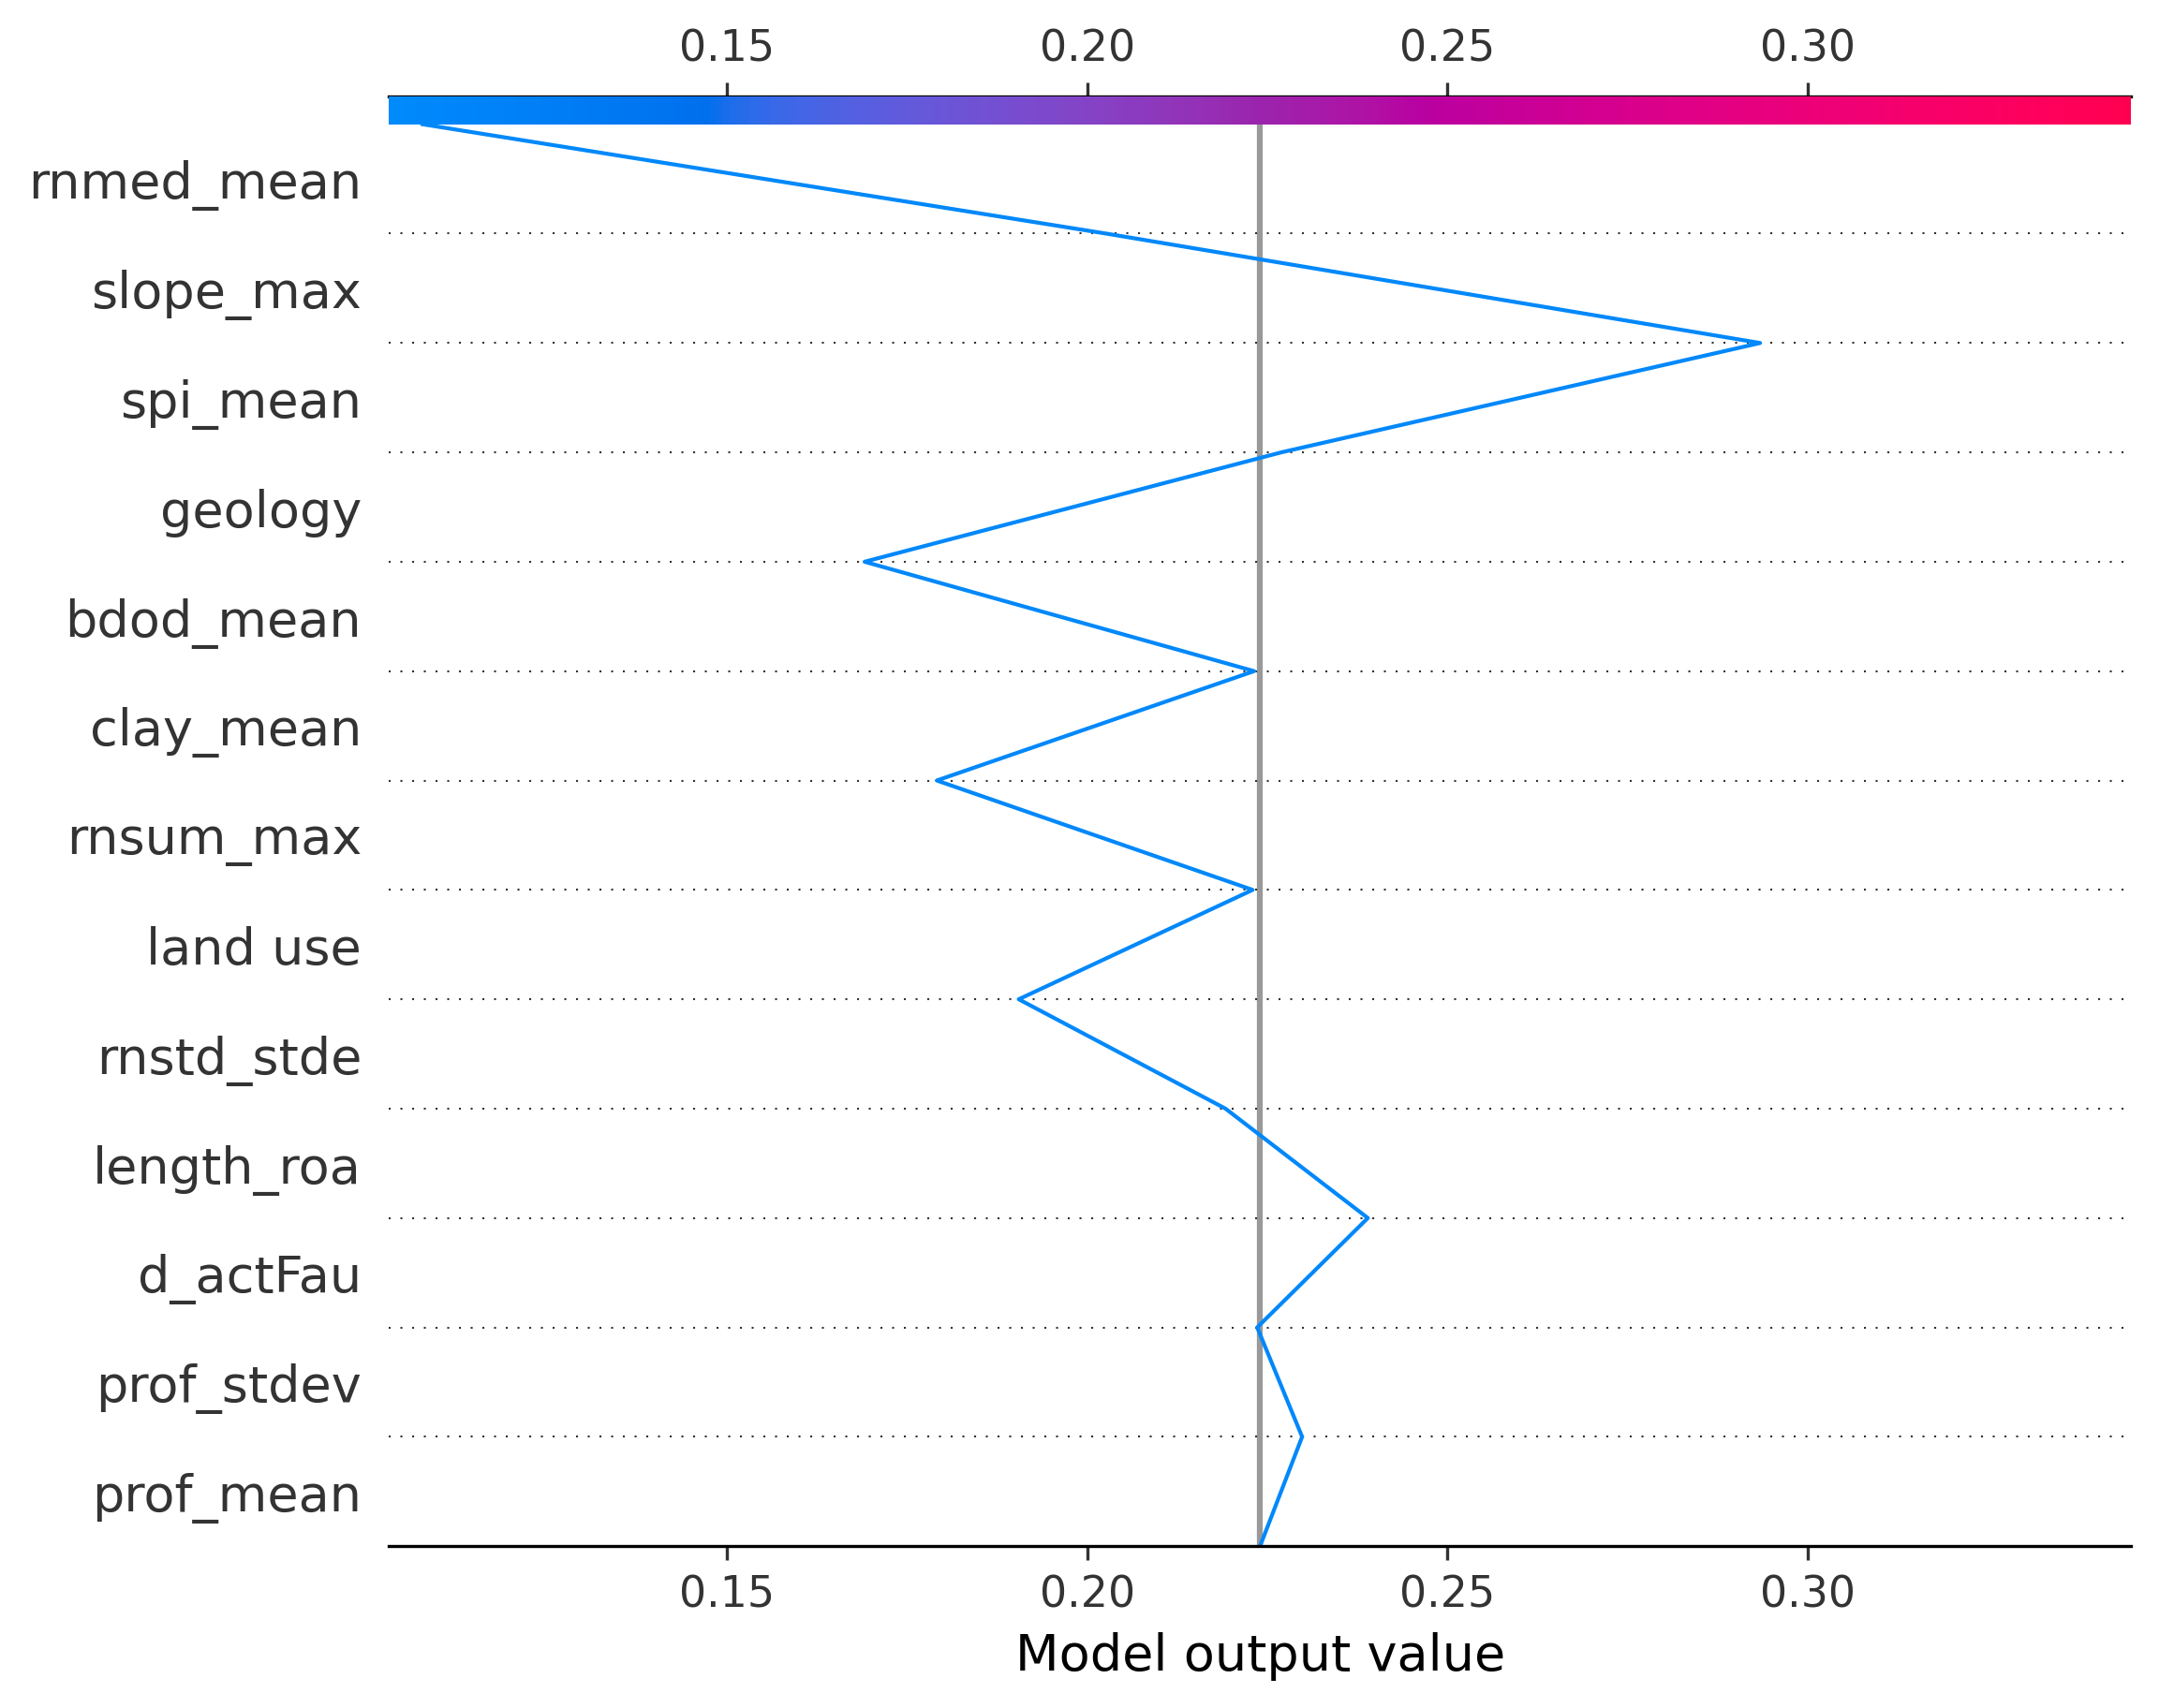 0.15 0.20 0.25 0.30
rnmed_mean
slope_max
spi_mean
geology
bdod_mean
clay_mean
rnsum_max
land use
rnstd_stde
length_roa
d_actFau
prof_stdev
prof_mean
0.15 0.20 0.25 0.30
Model output value